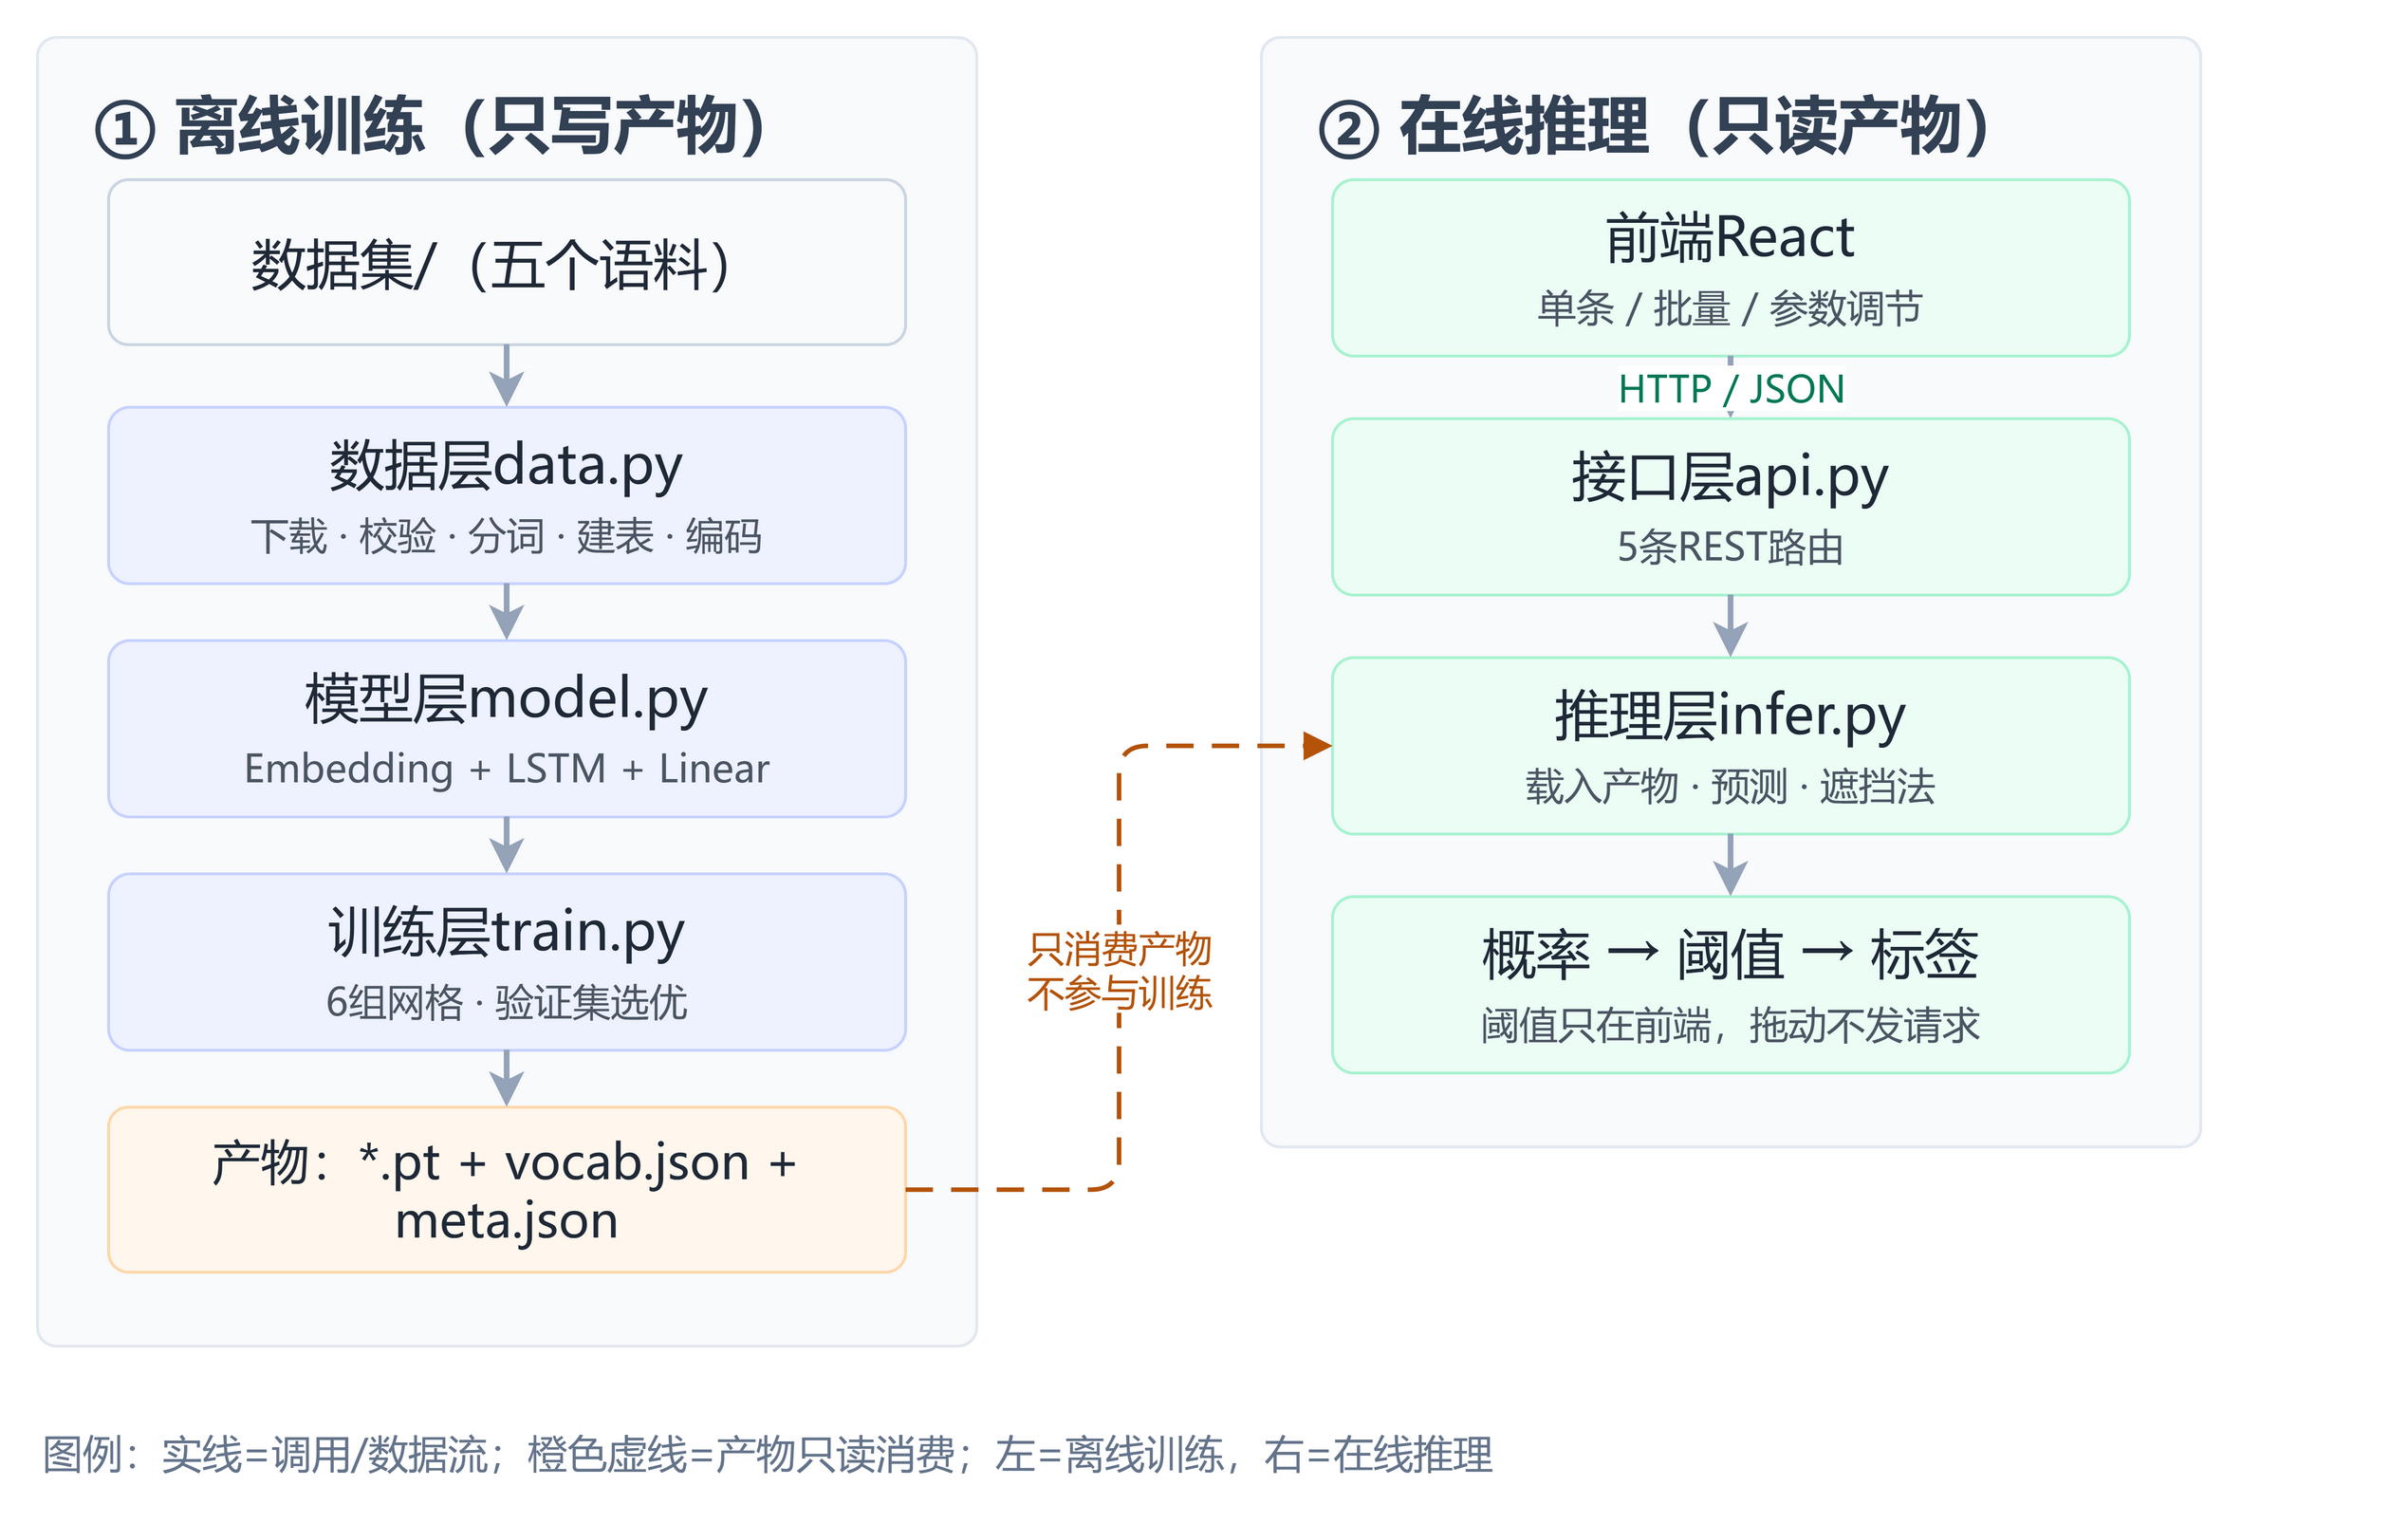 ① 离线训练（只写产物）
数据集/（五个语料）
数据层data.py
下载 · 校验 · 分词 · 建表 · 编码
模型层model.py
Embedding + LSTM + Linear
训练层train.py
6组网格 · 验证集选优
产物：*.pt + vocab.json +
meta.json
只消费产物
不参与训练
② 在线推理（只读产物）
前端React
单条 / 批量 / 参数调节
HTTP / JSON
接口层api.py
5条REST路由
推理层infer.py
载入产物 · 预测 · 遮挡法
概率 → 阈值 → 标签
阈值只在前端，拖动不发请求
图例：实线=调用/数据流；橙色虚线=产物只读消费；左=离线训练，右=在线推理